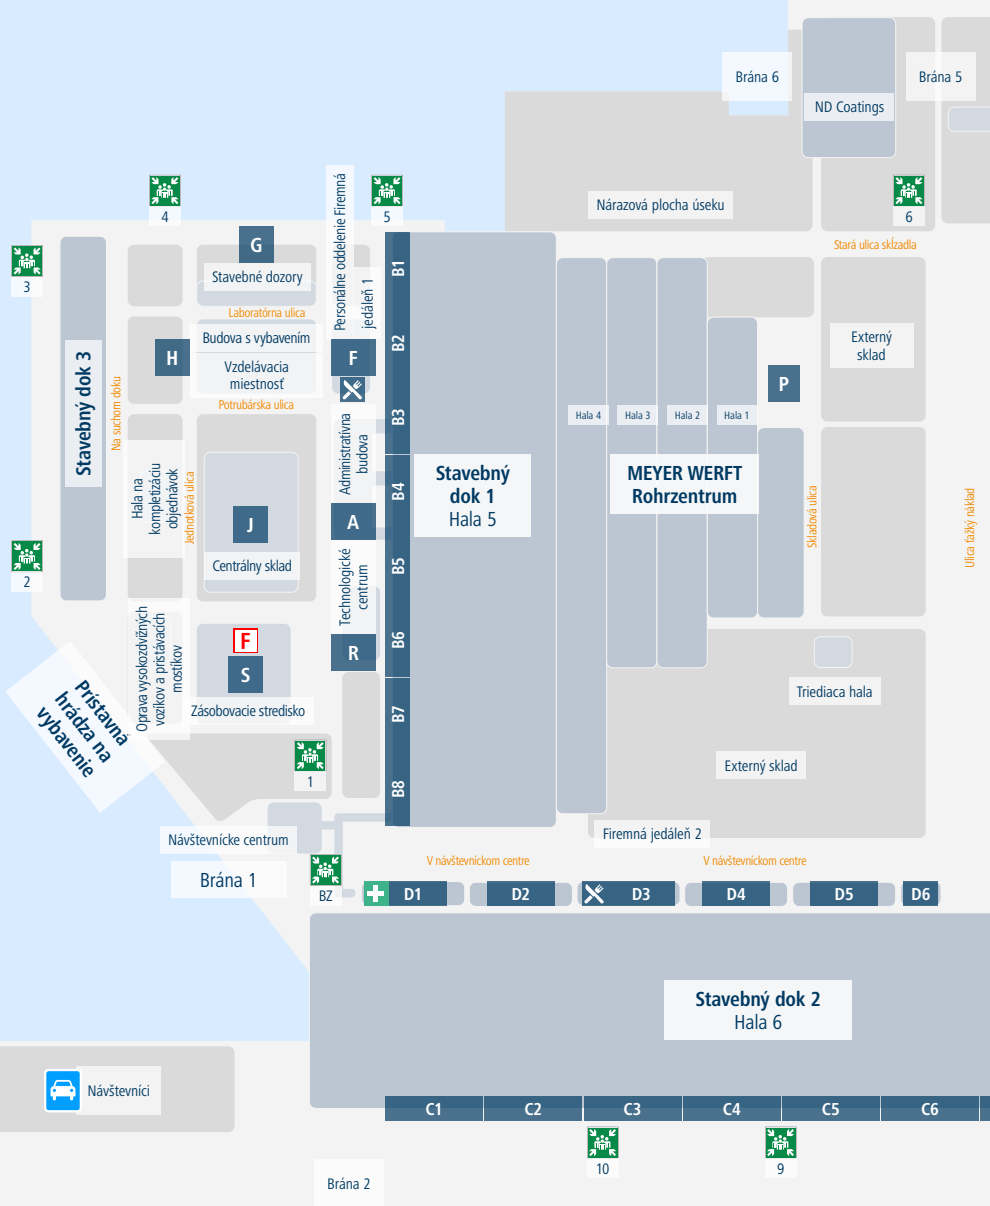 Brána 6
Brána 5
ND Coatings
4
5
6
Nárazová plocha úseku
Stará ulica skĺzadla
3
G
Stavebné dozory
Laboratórna ulica
Personálne oddelenie Firemná
jedáleň 1
B1
B2
B3
B4
B5
B6
B7
B8
Budova s vybavením
Vzdelávacia
miestnosť
H
F
P
Externý
sklad
Stavebný dok 3
Na suchom doku
Potrubárska ulica
Hala 4
Hala 3
Hala 2
Hala 1
Administratívna
budova
Hala na
kompletizáciu
objednávok
Jednotková ulica
Stavebný
dok 1
Hala 5
MEYER WERFT
Rohrzentrum
Skladová ulica
Ulica ťažký náklad
J
A
Centrálny sklad
Technologické
centrum
2
Oprava vysokozdvižných
vozíkov a pristávacích
mostíkov
F
S
R
Zásobovacie stredisko
Triediaca hala
Prístavná
hrádza na
vybavenie
Externý sklad
1
Návštevnícke centrum
Firemná jedáleň 2
V návštevníckom centre
V návštevníckom centre
Brána 1
BZ
D1
D2
D3
D4
D5
D6
Stavebný dok 2
Hala 6
Návštevníci
C1
C2
C3
C4
C5
C6
10
9
Brána 2